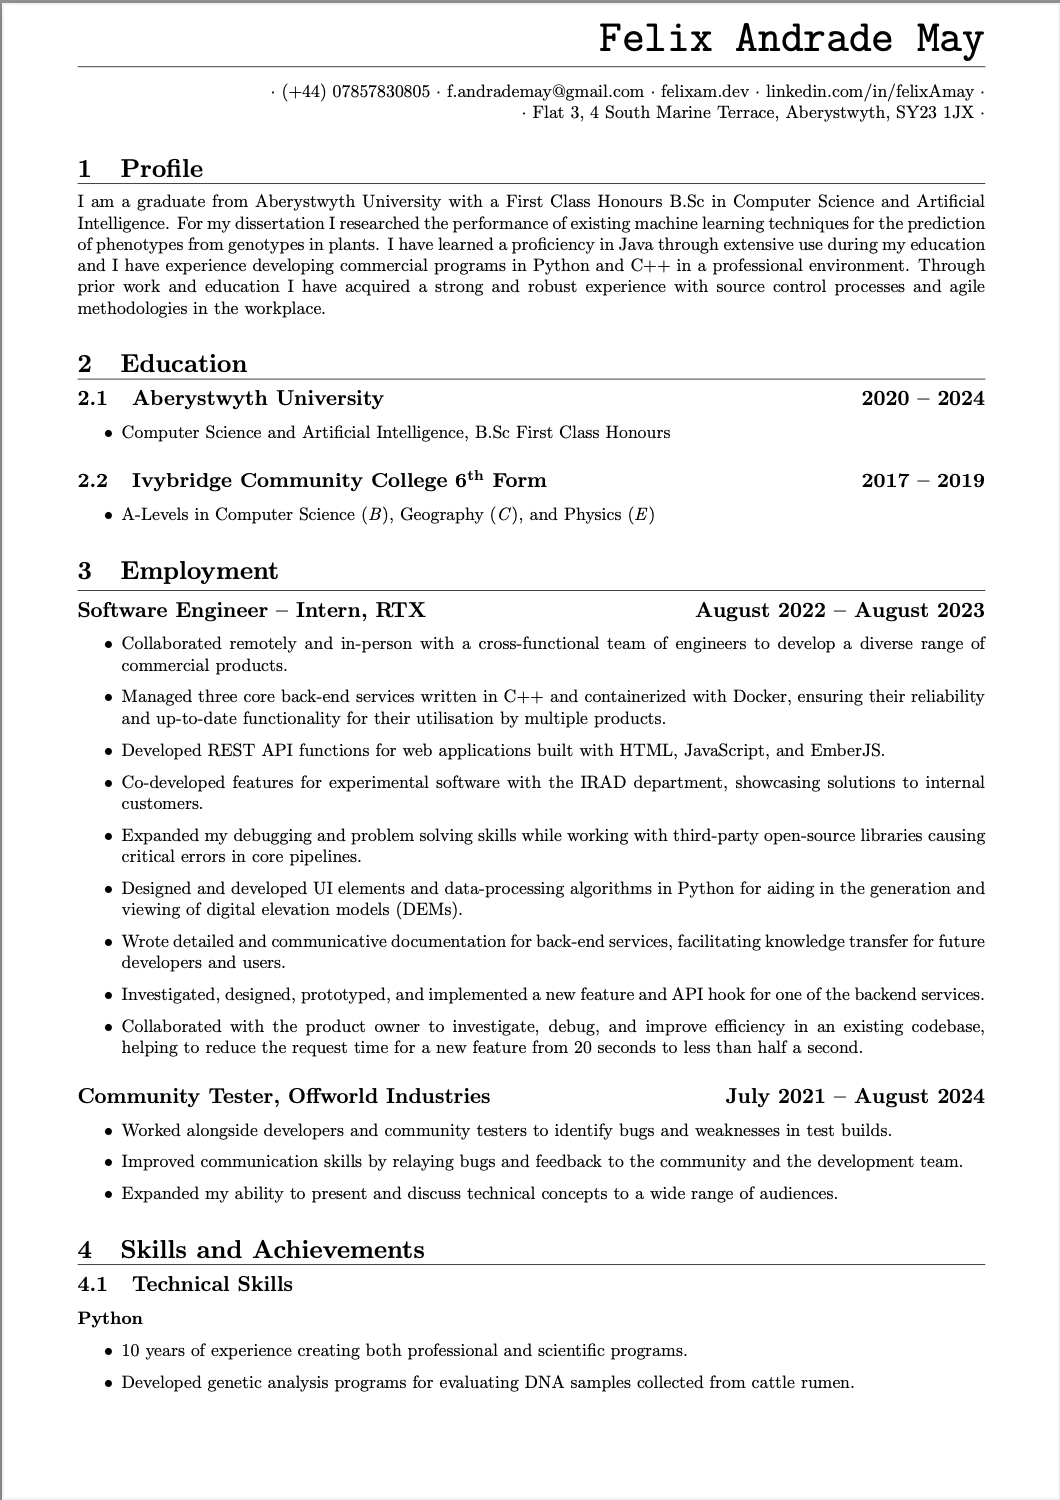 Felix Andrade May
· (+44) 07857830805 · f.andrademay@gmail.com · felixam.dev · linkedin.com/in/felixAmay ·
· Flat 3, 4 South Marine Terrace, Aberystwyth, SY23 1JX ·
1 Profile
I am a graduate from Aberystwyth University with a First Class Honours B.Sc in Computer Science and Artificial
Intelligence. For my dissertation I researched the performance of existing machine learning techniques for the prediction
of phenotypes from genotypes in plants. I have learned a proficiency in Java through extensive use during my education
and I have experience developing commercial programs in Python and C++ in a professional environment. Through
prior work and education I have acquired a strong and robust experience with source control processes and agile
methodologies in the workplace.
2 Education
2.1 Aberystwyth University 2020 – 2024
• Computer Science and Artificial Intelligence, B.Sc First Class Honours
2.2 Ivybridge Community College 6th Form 2017 – 2019
• A-Levels in Computer Science (B), Geography (C), and Physics (E)
3 Employment
Software Engineer – Intern, RTX August 2022 – August 2023
• Collaborated remotely and in-person with a cross-functional team of engineers to develop a diverse range of
commercial products.
• Managed three core back-end services written in C++ and containerized with Docker, ensuring their reliability
and up-to-date functionality for their utilisation by multiple products.
• Developed REST API functions for web applications built with HTML, JavaScript, and EmberJS.
• Co-developed features for experimental software with the IRAD department, showcasing solutions to internal
customers.
• Expanded my debugging and problem solving skills while working with third-party open-source libraries causing
critical errors in core pipelines.
• Designed and developed UI elements and data-processing algorithms in Python for aiding in the generation and
viewing of digital elevation models (DEMs).
• Wrote detailed and communicative documentation for back-end services, facilitating knowledge transfer for future
developers and users.
• Investigated, designed, prototyped, and implemented a new feature and API hook for one of the backend services.
• Collaborated with the product owner to investigate, debug, and improve efficiency in an existing codebase,
helping to reduce the request time for a new feature from 20 seconds to less than half a second.
Community Tester, Offworld Industries July 2021 – August 2024
• Worked alongside developers and community testers to identify bugs and weaknesses in test builds.
• Improved communication skills by relaying bugs and feedback to the community and the development team.
• Expanded my ability to present and discuss technical concepts to a wide range of audiences.
4 Skills and Achievements
4.1 Technical Skills
Python
• 10 years of experience creating both professional and scientific programs.
• Developed genetic analysis programs for evaluating DNA samples collected from cattle rumen.